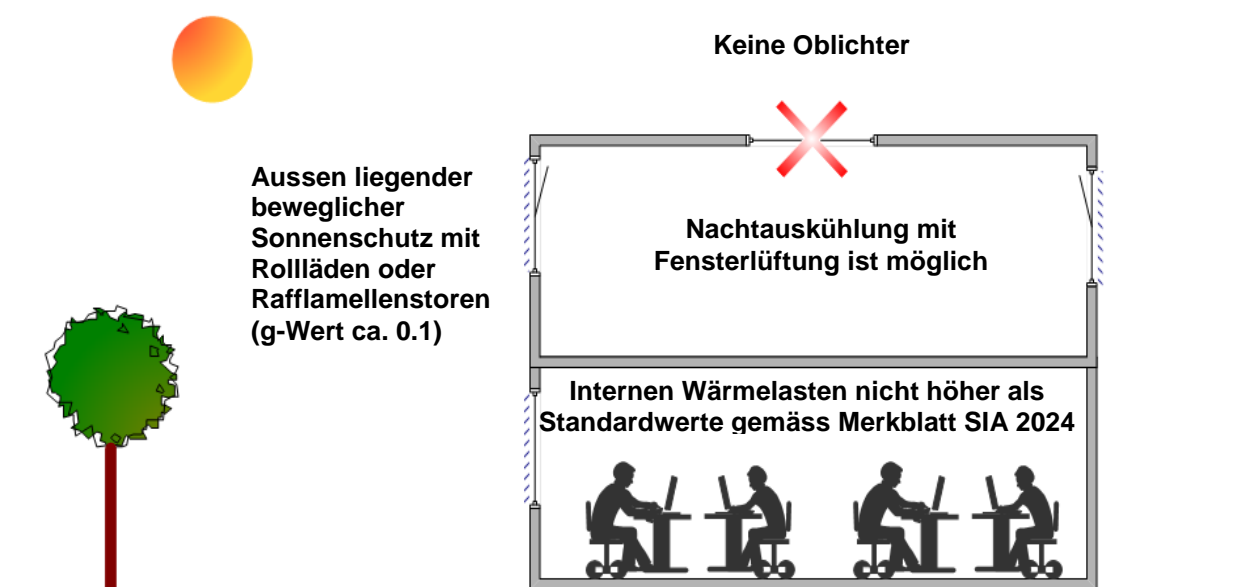 Keine Oblichter
Aussen liegender
beweglicher
Sonnenschutz mit
Rollläden oder
Rafflamellenstoren
(g-Wert ca. 0.1)
Nachtauskühlung mit
Fensterlüftung ist möglich
Internen Wärmelasten nicht höher als
Standardwerte gemäss Merkblatt SIA 2024